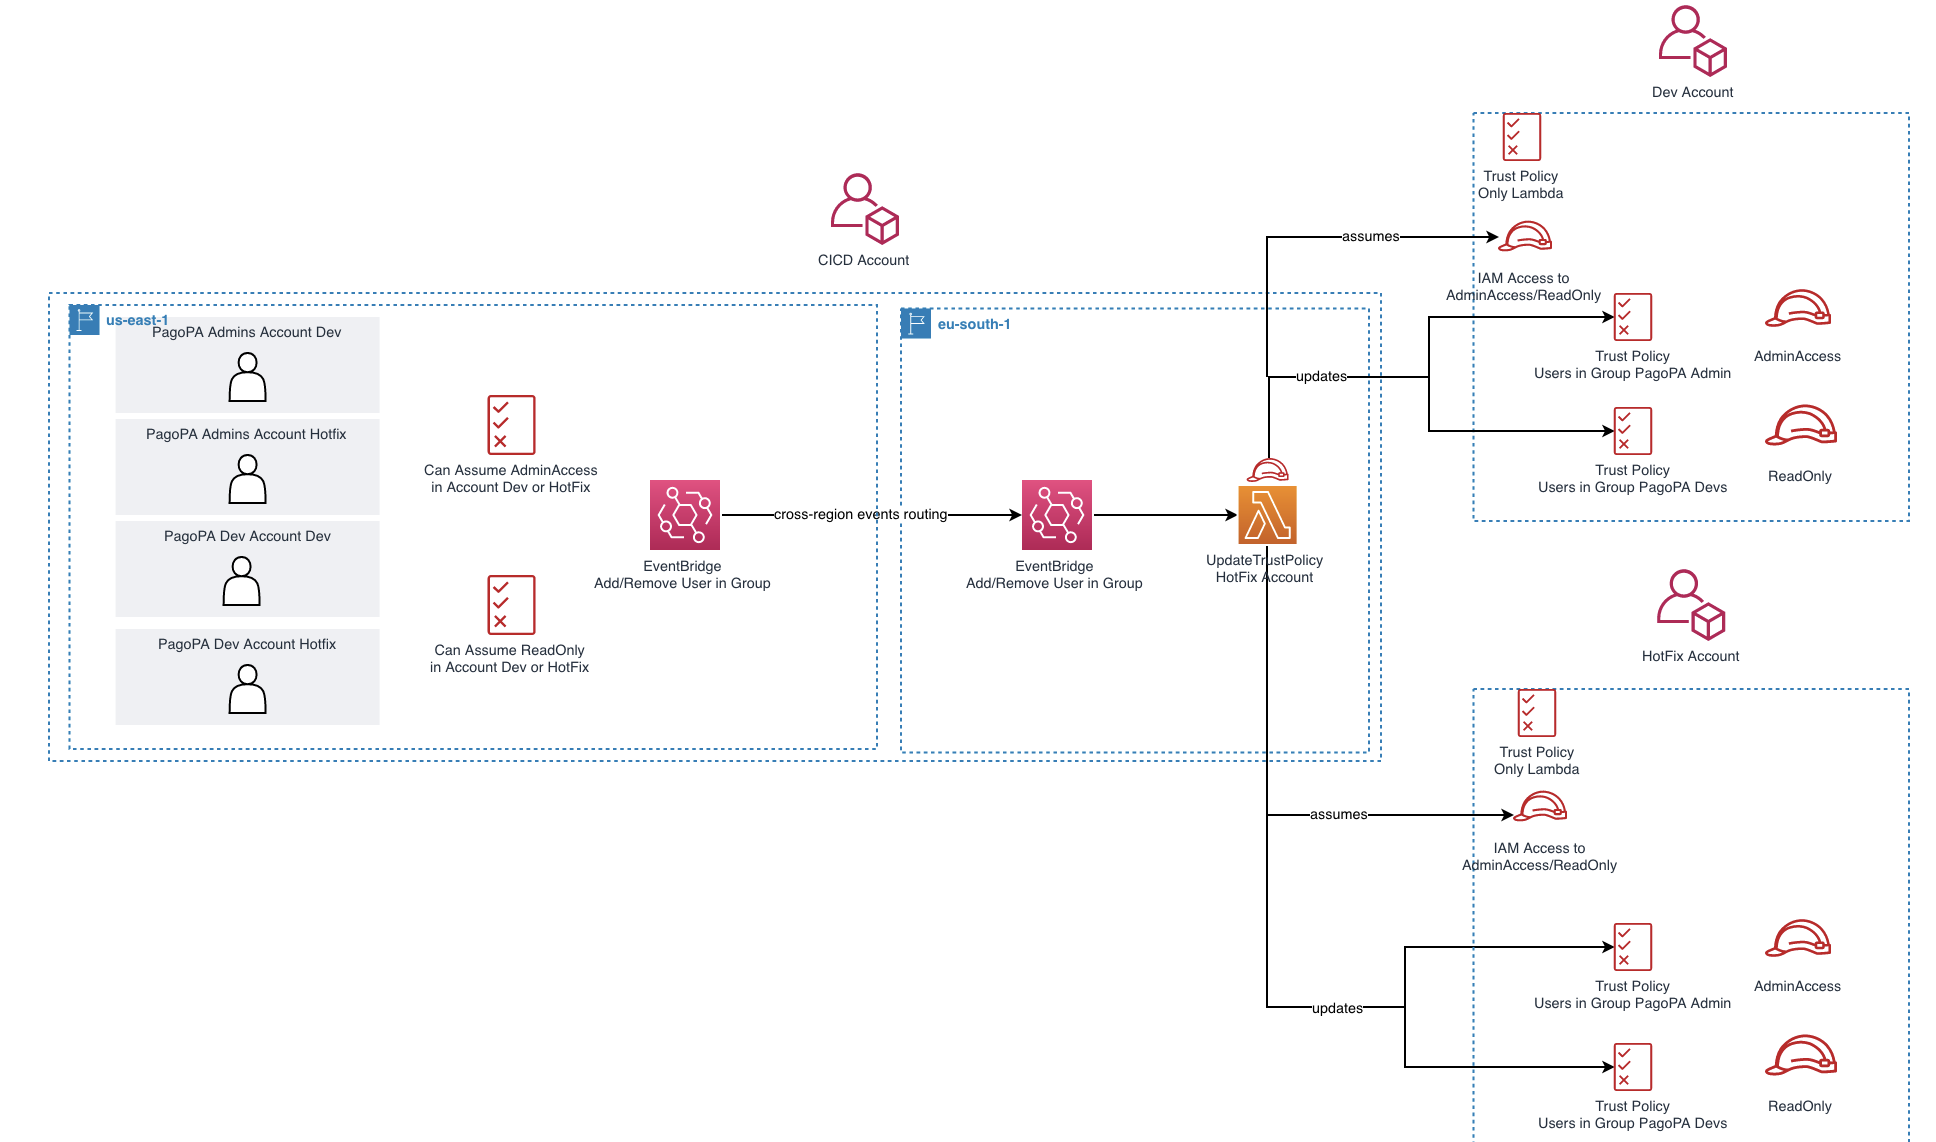 Dev Account
Trust Policy
Only Lambda
CICD Account
assumes
IAM Access to
AdminAccess/ReadOnly
us-east-1
PagoPA Admins Account Dev
eu-south-1
Trust Policy
Users in Group PagoPA Admin
AdminAccess
updates
PagoPA Admins Account Hotfix
Can Assume AdminAccess
in Account Dev or HotFix
Trust Policy
Users in Group PagoPA Devs
ReadOnly
cross-region events routing
PagoPA Dev Account Dev
EventBridge
Add/Remove User in Group
EventBridge
Add/Remove User in Group
UpdateTrustPolicy
HotFix Account
PagoPA Dev Account Hotfix
Can Assume ReadOnly
in Account Dev or HotFix
HotFix Account
Trust Policy
Only Lambda
assumes
IAM Access to
AdminAccess/ReadOnly
Trust Policy
Users in Group PagoPA Admin
AdminAccess
updates
Trust Policy
Users in Group PagoPA Devs
ReadOnly